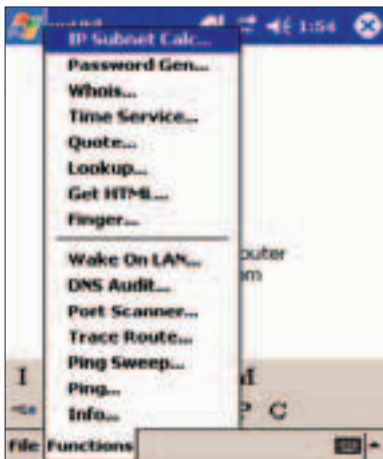 1:54
IP Subnet Calc...
Password Gen...
Whois...
Time Service...
Quote...
Lookup...
Get HTML...
Finger...
Wake On LAN...
DNS Audit...
Port Scanner...
Trace Route...
Ping Sweep...
Ping...
Info...
File Functions